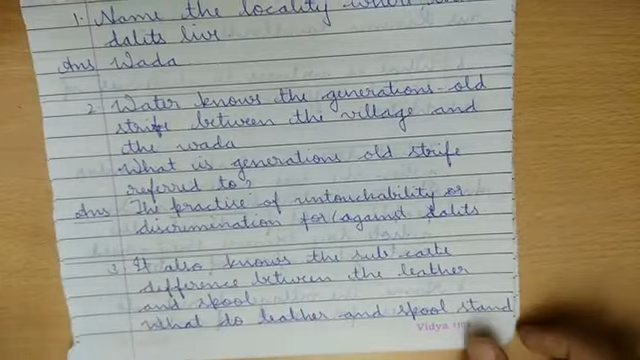 1. Name the locality where
dalits live
Ans Wada
2. Water knows the generations-old
strife between the village and
the wada
What is generations old strife
referred to?
Ans The practise of untouchability or
discrimination for/against dalits
3. It also knows the sub caste
difference between the leather
and spool
What do leather and spool stand
Vidya